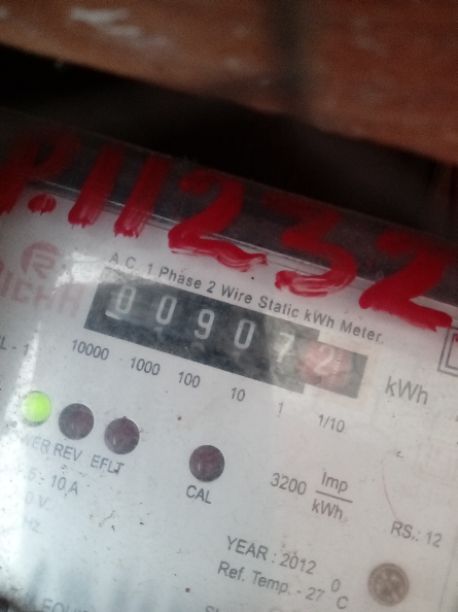 P.11232
A.C. 1 Phase 2 Wire Static kWh Meter.
009072 kWh
10000 1000 100 10 1 1/10
REV EFLT
CAL
3200 Imp
kWh
10 A
RS.: 12
YEAR : 2012
Ref. Temp. - 27 °C